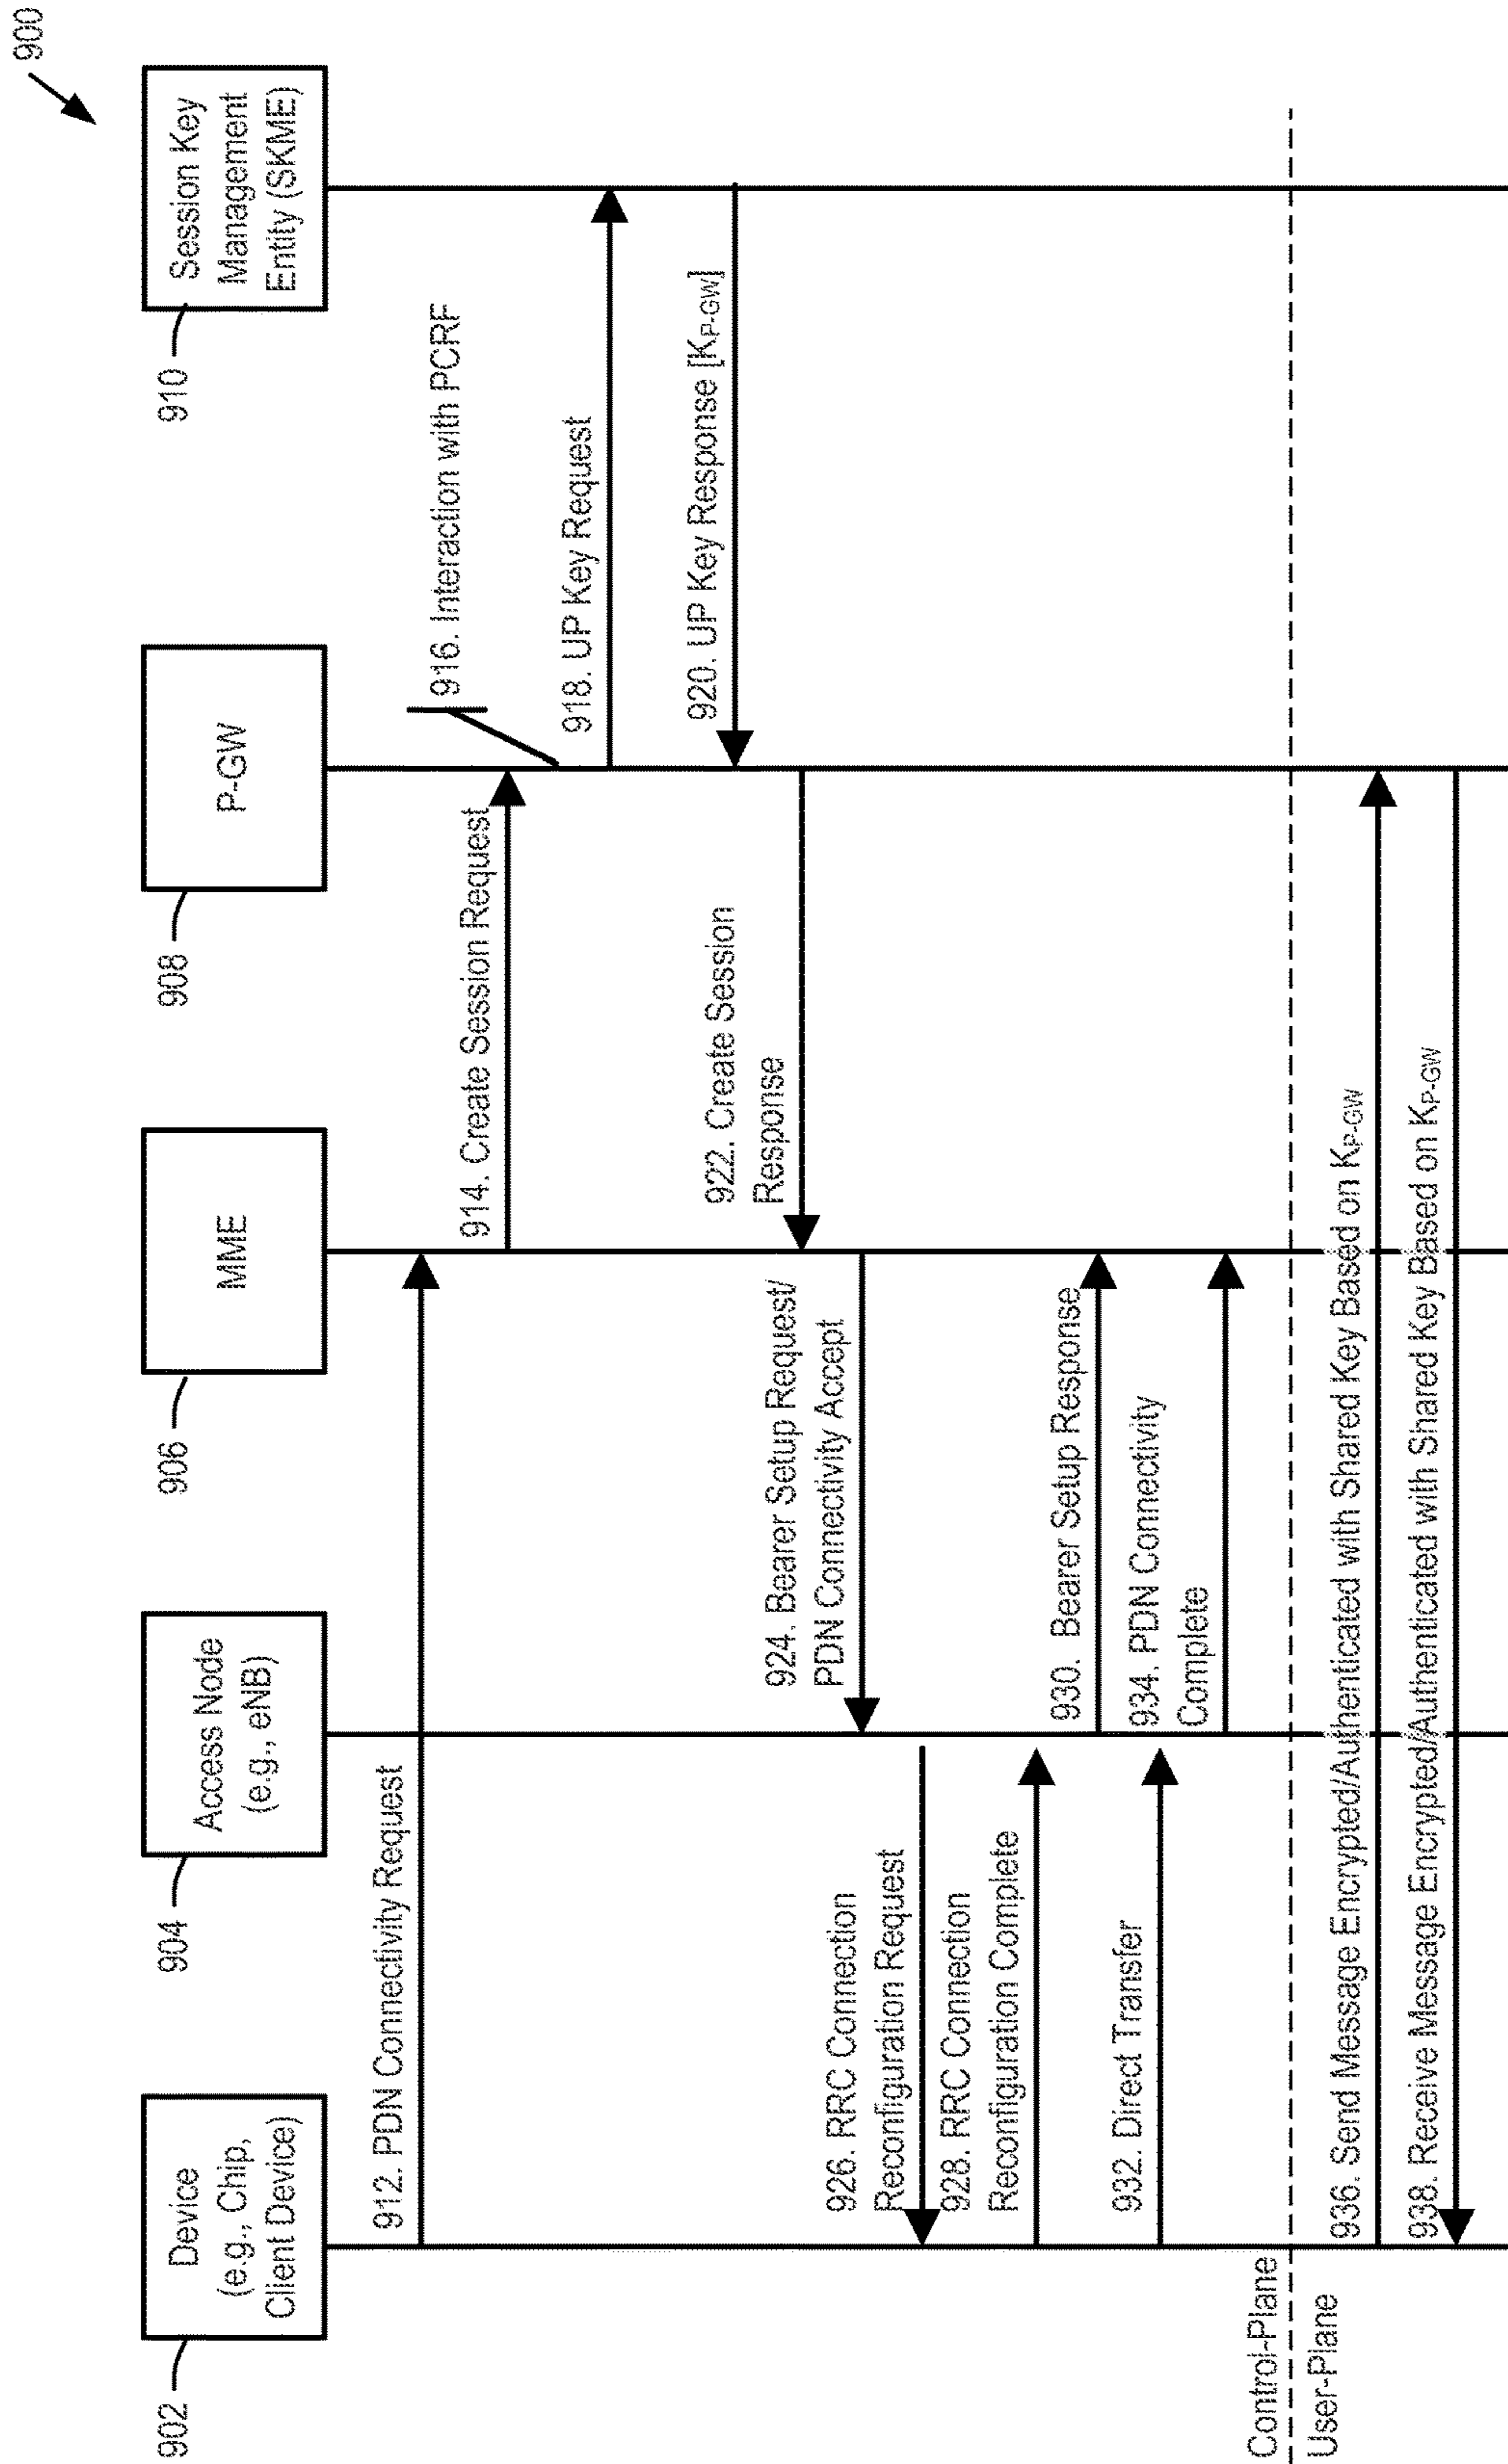 900
Device
(e.g., Chip,
Client Device)
902
Access Node
(e.g., eNB)
904
MME
906
P-GW
908
Session Key
Management
Entity (SKME)
910
912. PDN Connectivity Request
914. Create Session Request
916. Interaction with PCRF
918. UP Key Request
920. UP Key Response [KP-GW]
922. Create Session
Response
924. Bearer Setup Request/
PDN Connectivity Accept
926. RRC Connection
Reconfiguration Request
928. RRC Connection
Reconfiguration Complete
930. Bearer Setup Response
932. Direct Transfer
934. PDN Connectivity
Complete
Control-Plane
User-Plane
936. Send Message Encrypted/Authenticated with Shared Key Based on KP-GW
938. Receive Message Encrypted/Authenticated with Shared Key Based on KP-GW